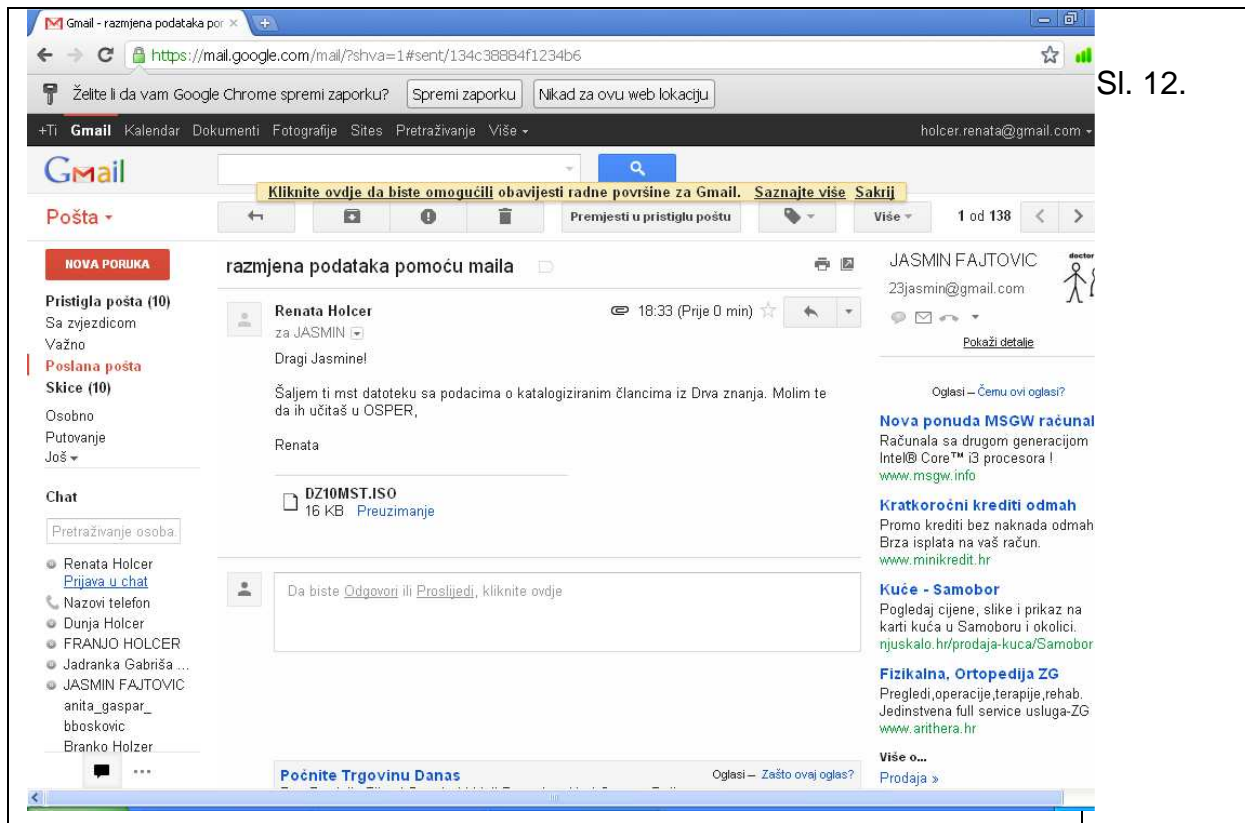 Gmail - razmjena podataka por
https://mail.google.com/mail/?shva=1#sent/134c38884f1234b6
Sl. 12.
Želite li da vam Google Chrome spremi zaporku? Spremi zaporku Nikad za ovu web lokaciju
+Ti Gmail Kalendar Dokumenti Fotografije Sites Pretraživanje Više holcer.renata@gmail.com
Gmail
Kliknite ovdje da biste omogućili obavijesti radne površine za Gmail. Saznajte više Sakrij
Pošta Premjesti u pristiglu poštu Više 1 od 138
NOVA PORUKA
Pristigla pošta (10)
Sa zvjezdicom
Važno
Poslana pošta
Skice (10)
Osobno
Putovanje
Još
Chat
Pretraživanje osoba.
Renata Holcer
Prijava u chat
Nazovi telefon
Dunja Holcer
FRANJO HOLCER
Jadranka Gabriša ...
JASMIN FAJTOVIC
anita_gaspar_
bboskovic
Branko Holzer
razmjena podataka pomoću maila
Renata Holcer 18:33 (Prije 0 min)
za JASMIN
Dragi Jasmine!
Šaljem ti mst datoteku sa podacima o katalogiziranim člancima iz Drva znanja. Molim te
da ih učitaš u OSPER,
Renata
DZ10MST.ISO
16 KB Preuzimanje
Da biste Odgovori ili Proslijedi, kliknite ovdje
Počnite Trgovinu Danas Oglasi – Zašto ovaj oglas?
JASMIN FAJTOVIC
doctor
23jasmin@gmail.com
Pokaži detalje
Oglasi – Čemu ovi oglasi?
Nova ponuda MSGW računal
Računala sa drugom generacijom
Intel® Core™ i3 procesora !
www.msgw.info
Kratkoročni krediti odmah
Promo krediti bez naknada odmah
Brza isplata na vaš račun.
www.minikredit.hr
Kuće - Samobor
Pogledaj cijene, slike i prikaz na
karti kuća u Samoboru i okolici.
njuskalo.hr/prodaja-kuca/Samobor
Fizikalna, Ortopedija ZG
Pregledi,operacije,terapije,rehab.
Jedinstvena full service usluga-ZG
www.arithera.hr
Više o...
Prodaja »